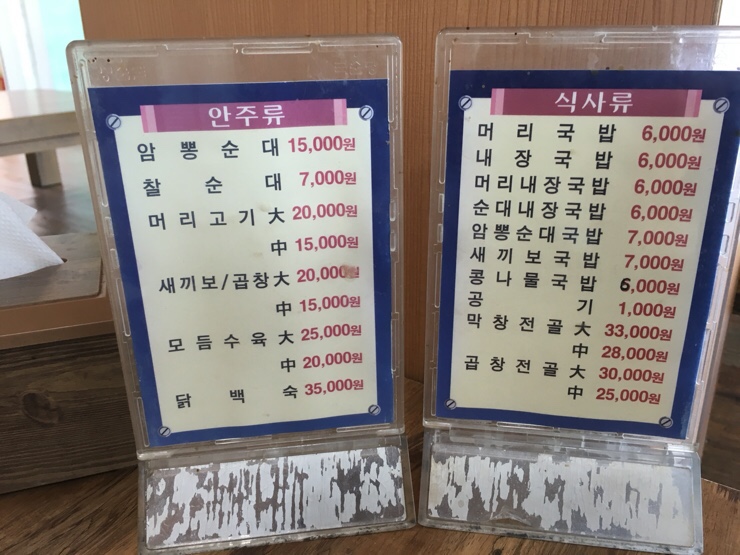 안주류
암뽕순대 15,000원
찰순대 7,000원
머리고기大 20,000원
中 15,000원
새끼보/곱창大 20,000원
中 15,000원
모듬수육大 25,000원
中 20,000원
닭백숙 35,000원
식사류
머리국밥 6,000원
내장국밥 6,000원
머리내장국밥 6,000원
순대내장국밥 6,000원
암뽕순대국밥 7,000원
새끼보국밥 7,000원
콩나물국밥 6,000원
공기 1,000원
막창전골大 33,000원
中 28,000원
곱창전골大 30,000원
中 25,000원